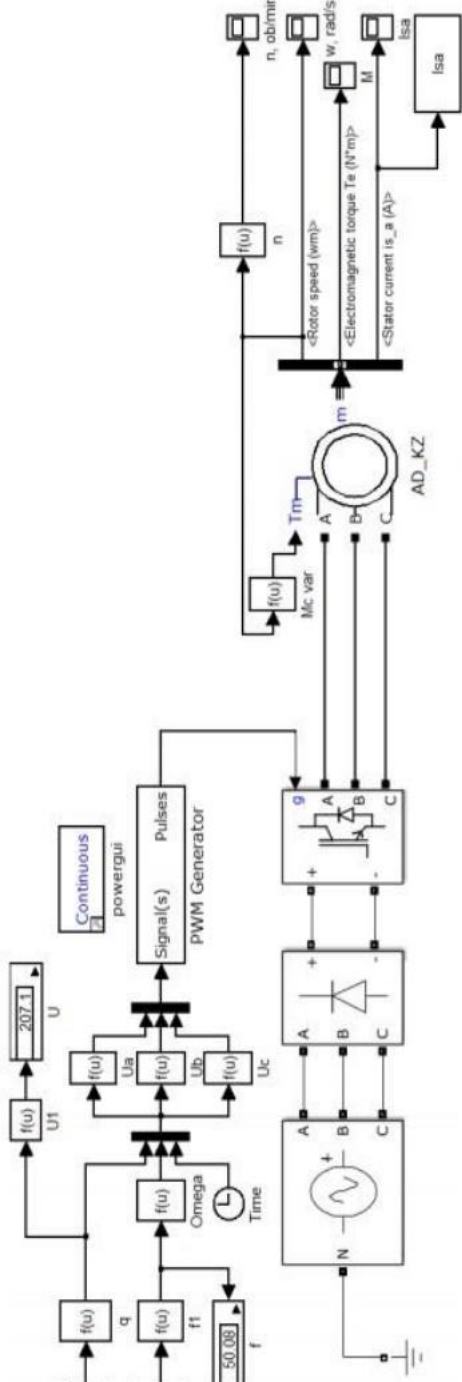 n, ob/min
w, rad/s
M
Isa
Isa
f(u)
n
<Rotor speed (wm)>
<Electromagnetic torque Te (N*m)>
<Stator current is_a (A)>
m
Tm
A
B
C
AD_KZ
f(u)
Mc var
Continuous
powergui
Signal(s) Pulses
PWM Generator
207.1
U
f(u)
U1
f(u)
Ua
f(u)
Ub
f(u)
Uc
f(u)
Omega
Time
f(u)
q
f(u)
f1
50.08
f
g
A
B
C
+
-
A
B
C
+
-
N
A
B
C
+